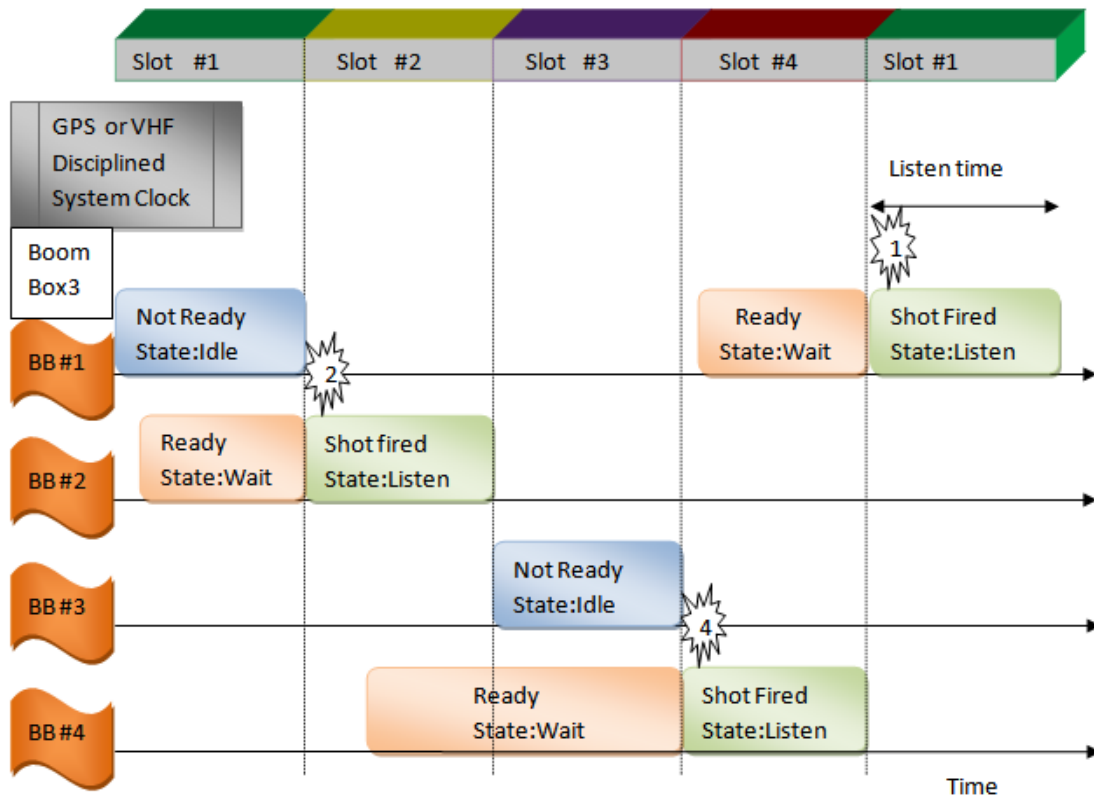 Slot #1
Slot #2
Slot #3
Slot #4
Slot #1
GPS or VHF
Disciplined
System Clock
Listen time
Boom
Box3
1
Not Ready
State:Idle
Ready
State:Wait
Shot Fired
State:Listen
BB #1
2
Ready
State:Wait
Shot fired
State:Listen
BB #2
Not Ready
State:Idle
BB #3
4
Ready
State:Wait
Shot Fired
State:Listen
BB #4
Time